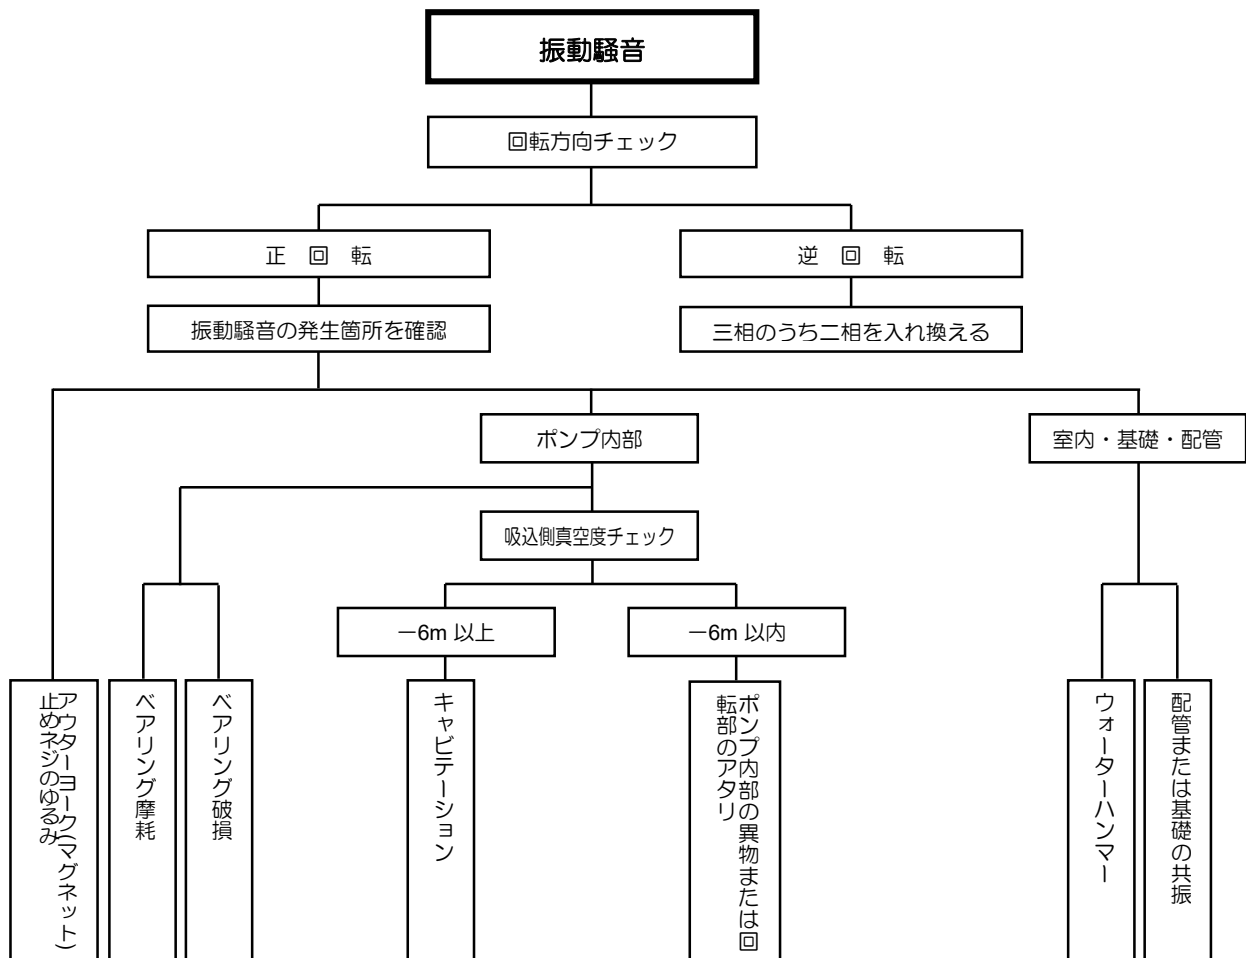 振動騒音
回転方向チェック
正 回 転
逆 回 転
振動騒音の発生箇所を確認
三相のうち二相を入れ換える
ポンプ内部
室内・基礎・配管
吸込側真空度チェック
−6m 以上
−6m 以内
アウターヨーク(マグネット)
止めネジのゆるみ
ベアリング摩耗
ベアリング破損
キャビテーション
ポンプ内部の異物または回
転部のアタリ
ウォーターハンマー
配管または基礎の共振